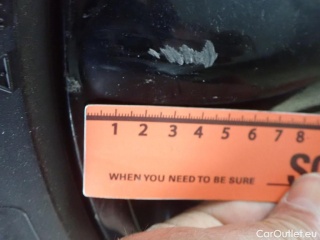 1 2 3 4 5 6 7 8
WHEN YOU NEED TO BE SURE
CarOutlet.eu